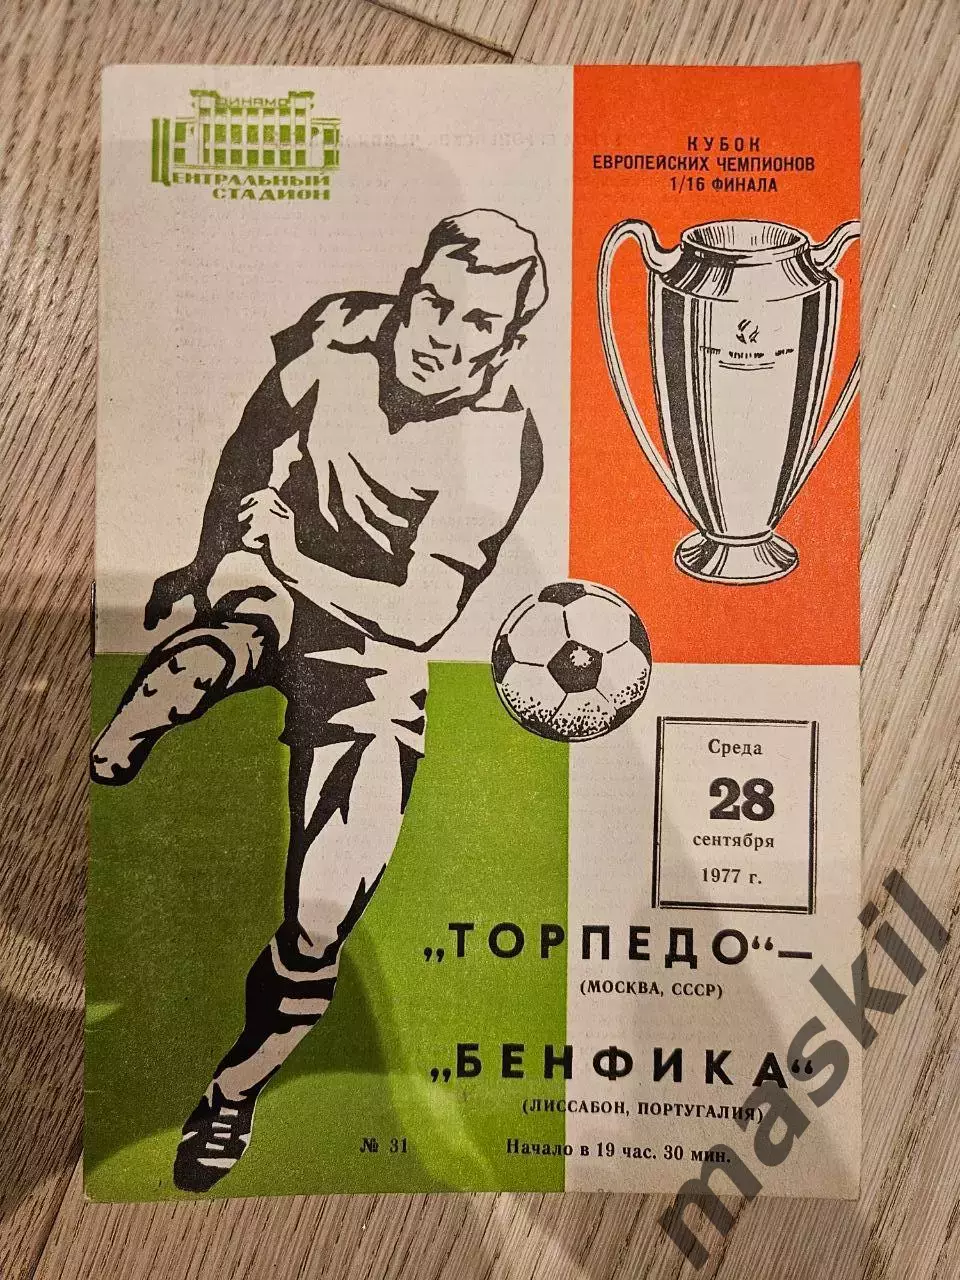 ДИНАМО
ЦЕНТРАЛЬНЫЙ
СТАДИОН
КУБОК
ЕВРОПЕЙСКИХ ЧЕМПИОНОВ
1/16 ФИНАЛА
Среда
28
сентября
1977 г.
„ТОРПЕДО“—
(МОСКВА, СССР)
„БЕНФИКА“
(ЛИССАБОН, ПОРТУГАЛИЯ)
№ 31
Начало в 19 час. 30 мин.
maskil